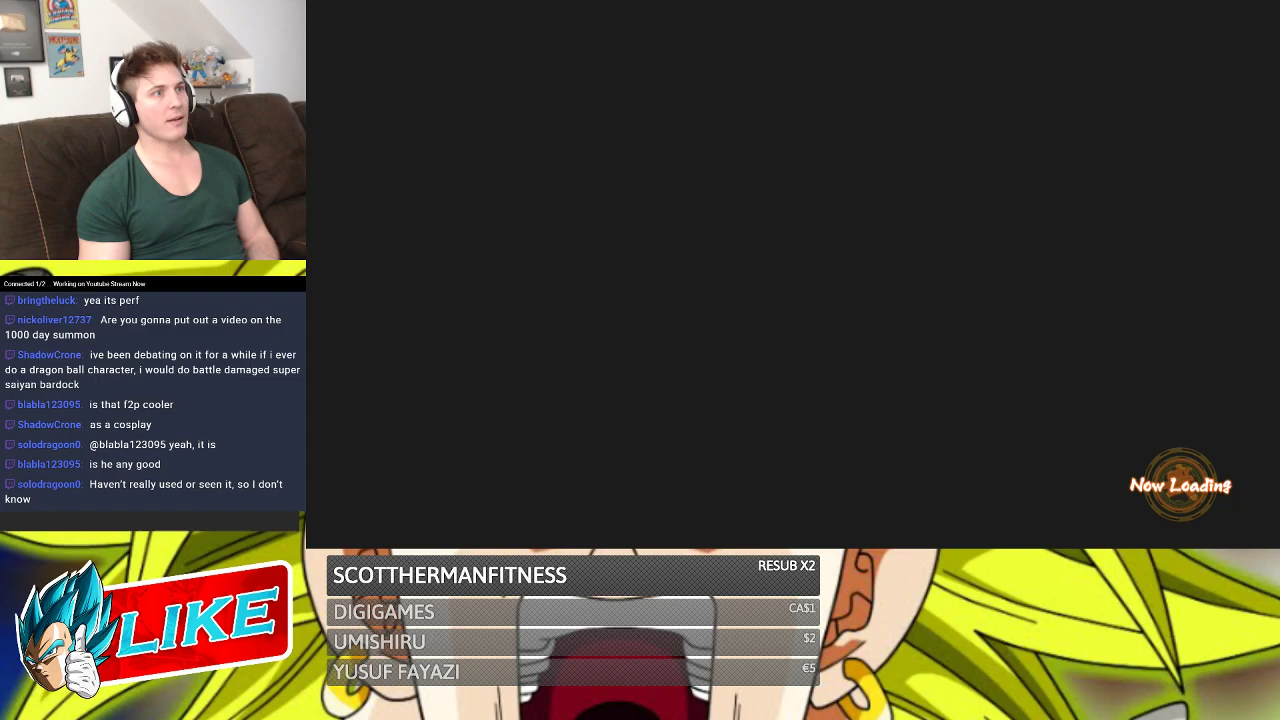 Connected 1/2 Working on Youtube Stream Now
bringtheluck: yea its perf
nickoliver12737: Are you gonna put out a video on the
1000 day summon
ShadowCrone: ive been debating on it for a while if i ever
do a dragon ball character, i would do battle damaged super
saiyan bardock
blabla123095: is that f2p cooler
ShadowCrone: as a cosplay
solodragoon0: @blabla123095 yeah, it is
blabla123095: is he any good
solodragoon0: Haven't really used or seen it, so I don't
know
Now Loading
LIKE
SCOTTHERMANFITNESS RESUB X2
DIGIGAMES CA$1
UMISHIRU $2
YUSUF FAYAZI €5